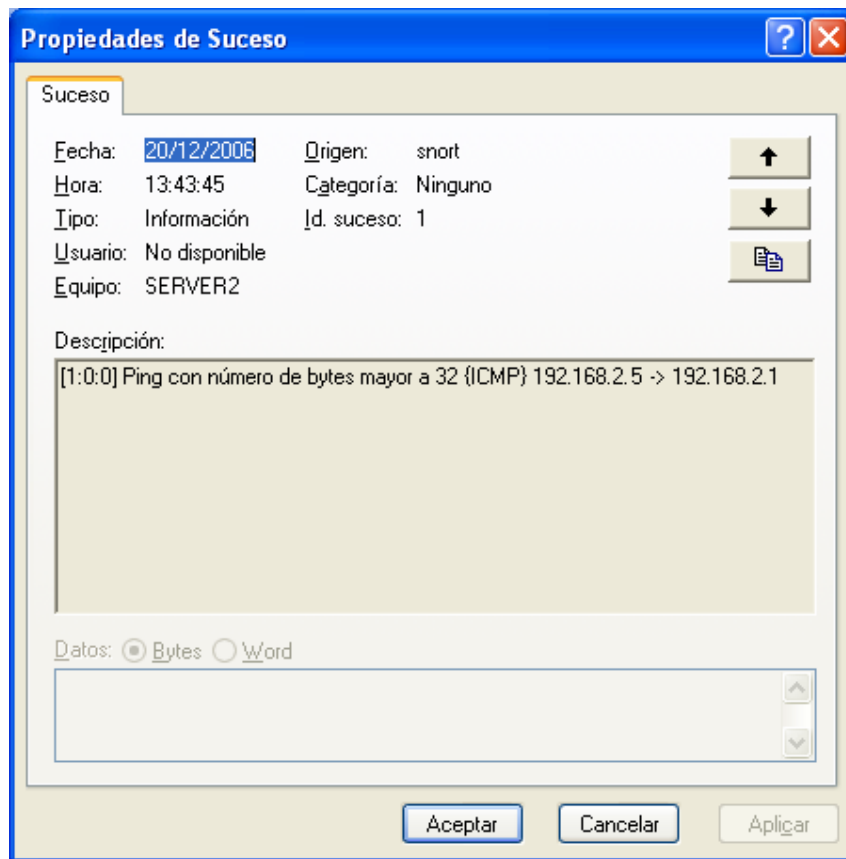 Propiedades de Suceso
Suceso
Fecha: 20/12/2006 Origen: snort
Hora: 13:43:45 Categoría: Ninguno
Tipo: Información Id. suceso: 1
Usuario: No disponible
Equipo: SERVER2
Descripción:
[1:0:0] Ping con número de bytes mayor a 32 {ICMP} 192.168.2.5 -> 192.168.2.1
Datos: Bytes Word
Aceptar Cancelar Aplicar